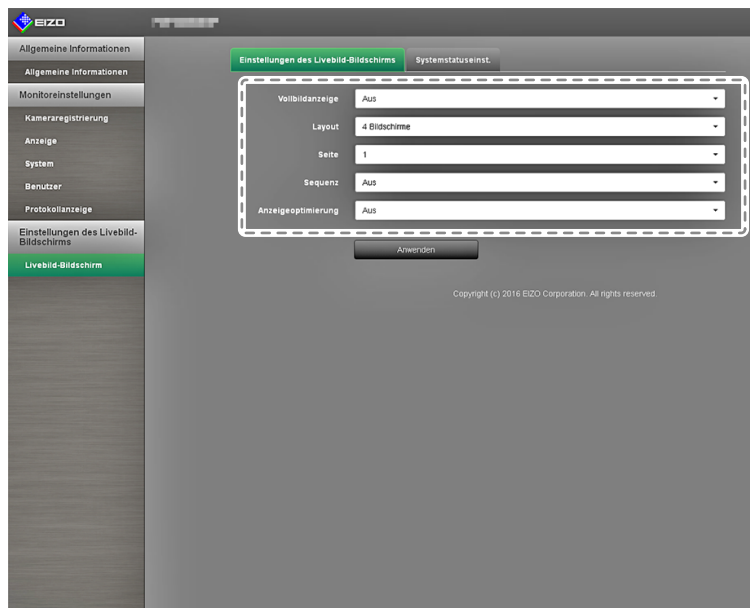 EIZO
Allgemeine Informationen
Allgemeine Informationen
Monitoreinstellungen
Kameraregistrierung
Anzeige
System
Benutzer
Protokollanzeige
Einstellungen des Livebild-
Bildschirms
Livebild-Bildschirm
Einstellungen des Livebild-Bildschirms Systemstatuseinst.
Vollbildanzeige Aus
Layout 4 Bildschirme
Seite 1
Sequenz Aus
Anzeigeoptimierung Aus
Anwenden
Copyright (c) 2016 EIZO Corporation. All rights reserved.